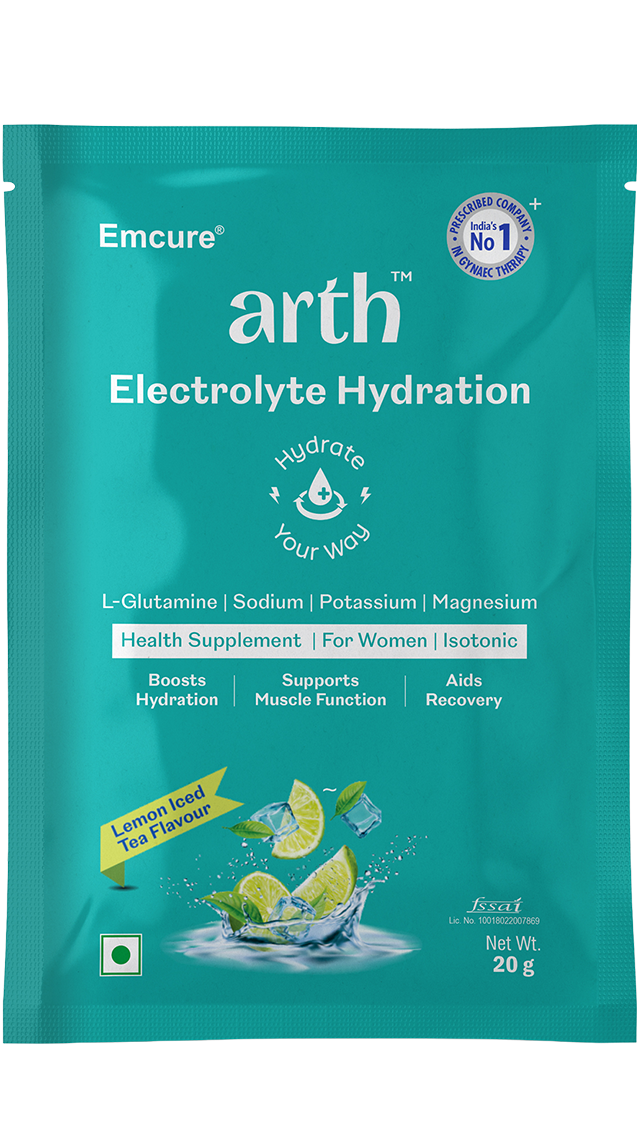 Emcure®
PRESCRIBED COMPANY
India's
No 1
IN GYNAEC THERAPY
+
arth™
Electrolyte Hydration
Hydrate
Your Way
L-Glutamine | Sodium | Potassium | Magnesium
Health Supplement | For Women | Isotonic
Boosts
Hydration
Supports
Muscle Function
Aids
Recovery
Lemon Iced
Tea Flavour
~
fssai
Lic. No. 10018022007869
Net Wt.
20 g